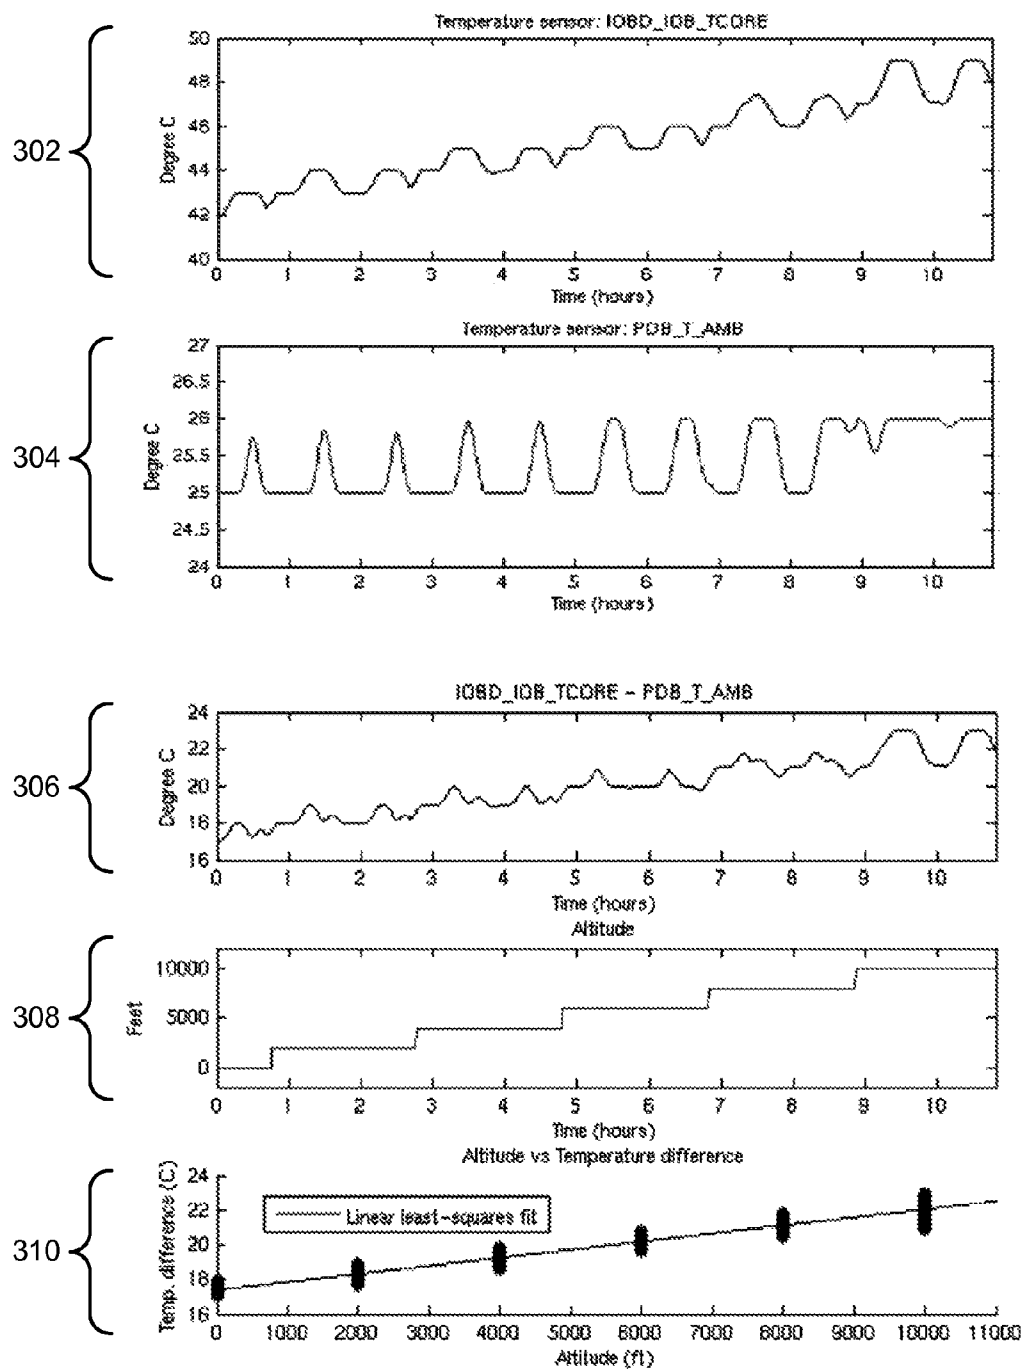 Temperature sensor: IOBD_IOB_TCORE
302
Degree C
50
48
46
44
42
40
0 1 2 3 4 5 6 7 8 9 10
Time (hours)
Temperature sensor: PDB_T_AMB
304
Degree C
27
26.5
26
25.5
25
24.5
24
0 1 2 3 4 5 6 7 8 9 10
Time (hours)
IOBD_IOB_TCORE - PDB_T_AMB
306
Degree C
24
22
20
18
16
0 1 2 3 4 5 6 7 8 9 10
Time (hours)
Altitude
308
Feet
10000
5000
0
0 1 2 3 4 5 6 7 8 9 10
Time (hours)
Altitude vs Temperature difference
310
Temp. difference (C)
24
22
20
18
16
Linear least-squares fit
0 1000 2000 3000 4000 5000 6000 7000 8000 9000 10000 11000
Altitude (ft)